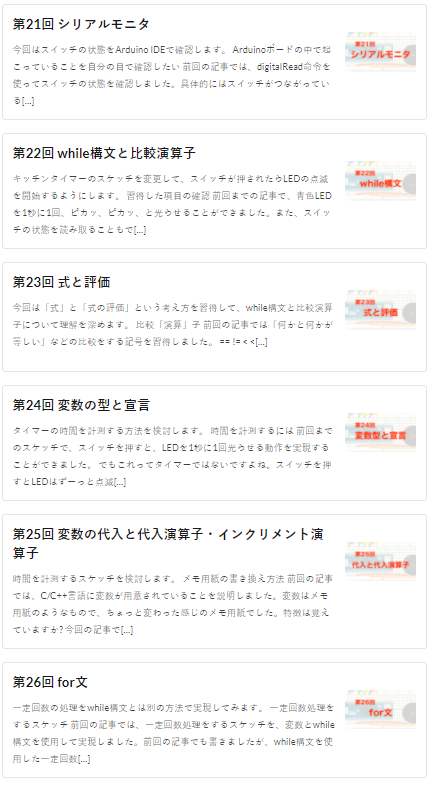 第21回 シリアルモニタ
今回はスイッチの状態をArduino IDEで確認します。 Arduinoボードの中で起
こっていることを自分の目で確認したい 前回の記事では、digitalRead命令を
使ってスイッチの状態を確認しました。具体的にはスイッチがつながってい
る[...]
第21回
シリアルモニタ
第22回 while構文と比較演算子
キッチンタイマーのスケッチを変更して、スイッチが押されたらLEDの点滅
を開始するようにします。 習得した項目の確認 前回までの記事で、青色LED
を1秒に1回、ピカッ、ピカッ、と光らせることができました。また、スイッ
チの状態を読み取ることもで[...]
第22回
while構文
第23回 式と評価
今回は「式」と「式の評価」という考え方を習得して、while構文と比較演算
子について理解を深めます。 比較「演算」子 前回の記事では「何かと何かが
等しい」などの比較をする記号を習得しました。 == != < <[...]
第23回
式と評価
第24回 変数の型と宣言
タイマーの時間を計測する方法を検討します。 時間を計測するには 前回まで
のスケッチで、スイッチを押すと、LEDを1秒に1回光らせる動作を実現する
ことができました。 でもこれってタイマーではないですよね。スイッチを押
すとLEDはずーっと点滅[...]
第24回
変数型と宣言
第25回 変数の代入と代入演算子・インクリメント演
算子
時間を計測するスケッチを検討します。 メモ用紙の書き換え方法 前回の記事
では、C/C++言語に変数が用意されていることを説明しました。変数はメモ
用紙のようなもので、ちょっと変わった感じのメモ用紙でした。特徴は覚え
ていますか? 今回の記事で[...]
第25回
代入と代入演算子
第26回 for文
一定回数の処理をwhile構文とは別の方法で実現してみます。 一定回数処理を
するスケッチ 前回の記事では、一定回数処理をするスケッチを、変数とwhile
構文を使用して実現しました。前回の記事でも書きましたが、while構文を使
用した一定回数[...]
第26回
for文